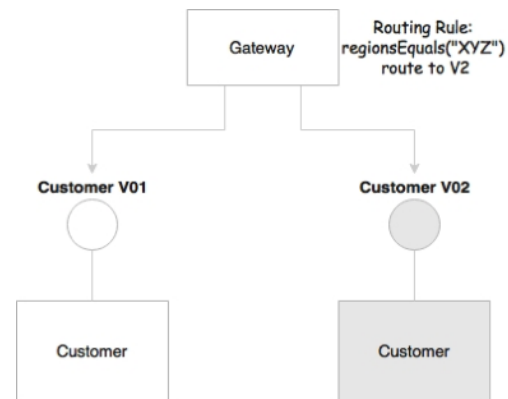 Gateway
Routing Rule:
regionsEquals("XYZ")
route to V2
Customer V01
Customer V02
Customer
Customer